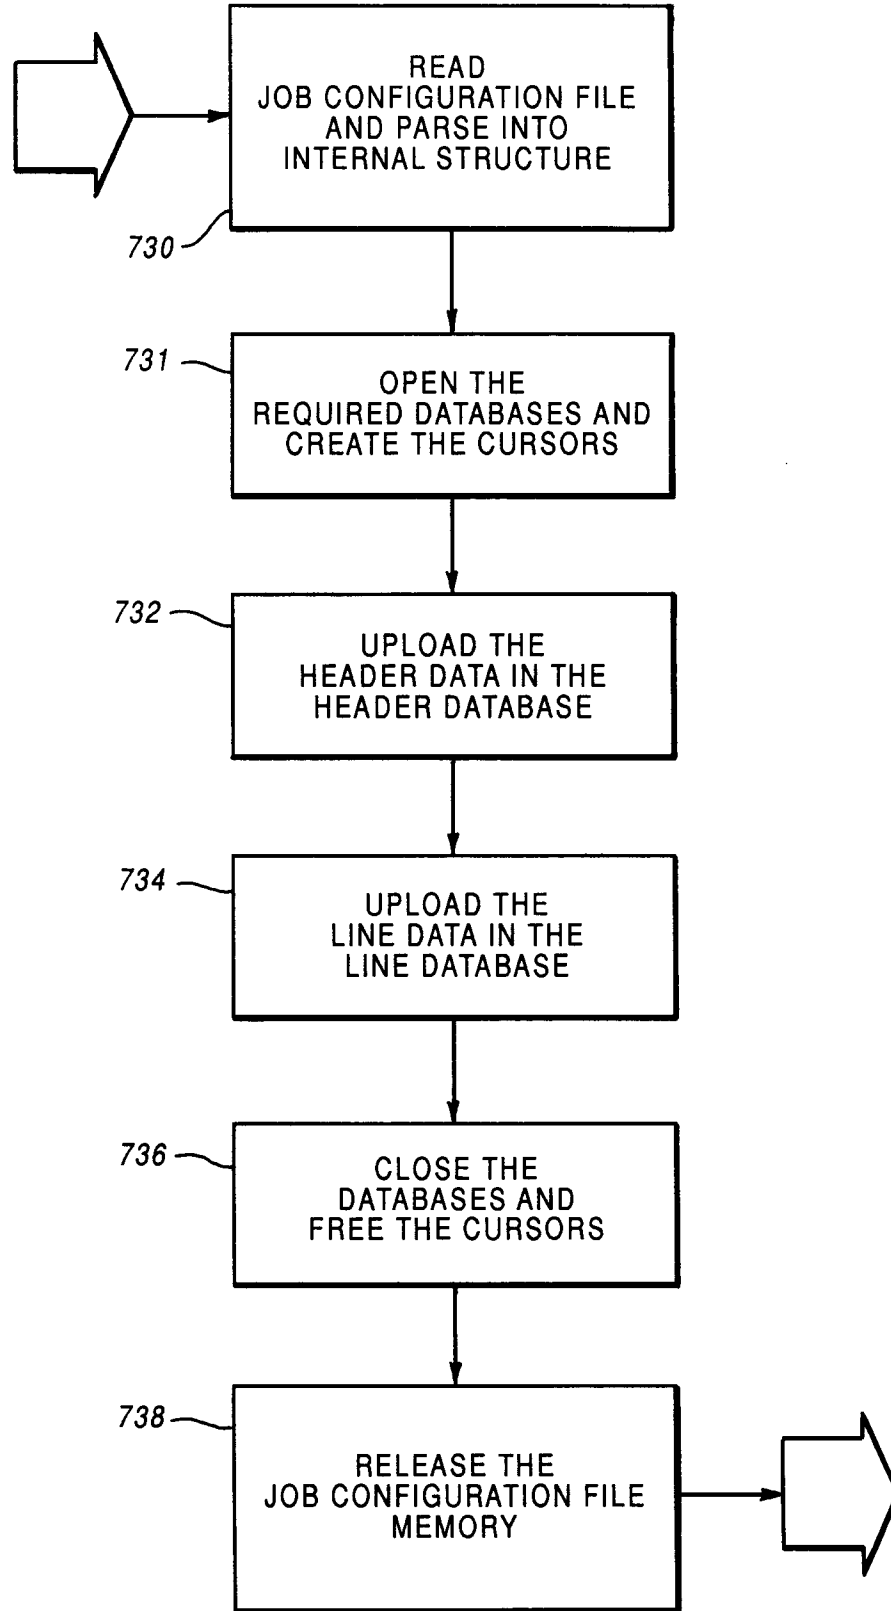 READ
JOB CONFIGURATION FILE
AND PARSE INTO
INTERNAL STRUCTURE
730
731
OPEN THE
REQUIRED DATABASES AND
CREATE THE CURSORS
732
UPLOAD THE
HEADER DATA IN THE
HEADER DATABASE
734
UPLOAD THE
LINE DATA IN THE
LINE DATABASE
736
CLOSE THE
DATABASES AND
FREE THE CURSORS
738
RELEASE THE
JOB CONFIGURATION FILE
MEMORY